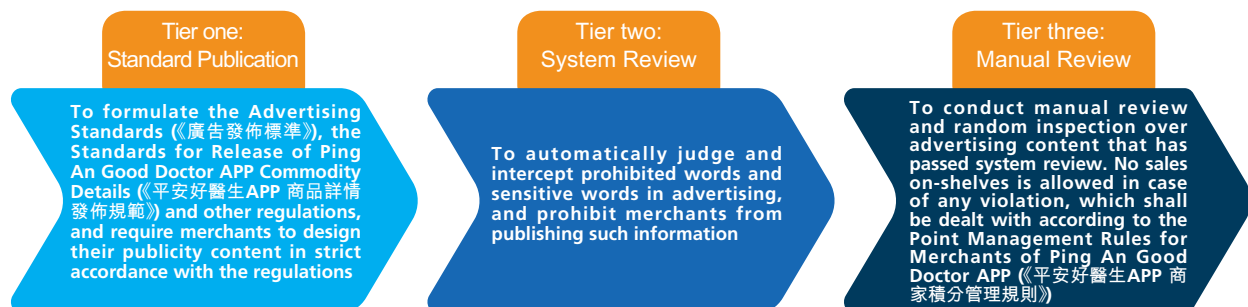 Tier one:
Standard Publication
To formulate the Advertising
Standards (《廣告發佈標準》), the
Standards for Release of Ping
An Good Doctor APP Commodity
Details (《平安好醫生APP 商品詳情
發佈規範》) and other regulations,
and require merchants to design
their publicity content in strict
accordance with the regulations
Tier two:
System Review
To automatically judge and
intercept prohibited words and
sensitive words in advertising,
and prohibit merchants from
publishing such information
Tier three:
Manual Review
To conduct manual review
and random inspection over
advertising content that has
passed system review. No sales
on-shelves is allowed in case
of any violation, which shall
be dealt with according to the
Point Management Rules for
Merchants of Ping An Good
Doctor APP (《平安好醫生APP 商
家積分管理規則》)